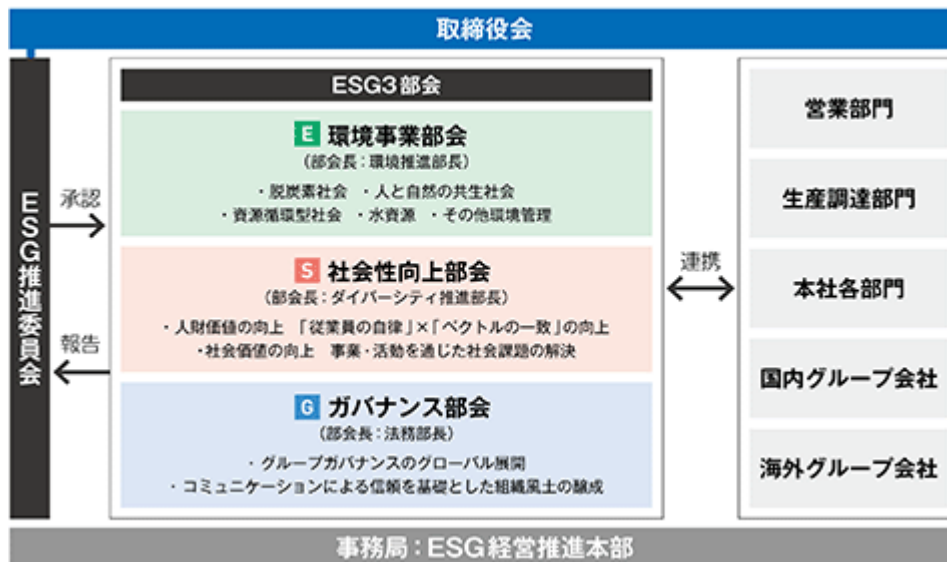 取締役会
ESG推進委員会
承認
報告
ESG3部会
E 環境事業部会
(部会長:環境推進部長)
・脱炭素社会 ・人と自然の共生社会
・資源循環型社会 ・水資源 ・その他環境管理
S 社会性向上部会
(部会長:ダイバーシティ推進部長)
・人財価値の向上 「従業員の自律」×「ベクトルの一致」の向上
・社会価値の向上 事業・活動を通じた社会課題の解決
G ガバナンス部会
(部会長:法務部長)
・グループガバナンスのグローバル展開
・コミュニケーションによる信頼を基礎とした組織風土の醸成
連携
営業部門
生産調達部門
本社各部門
国内グループ会社
海外グループ会社
事務局:ESG経営推進本部